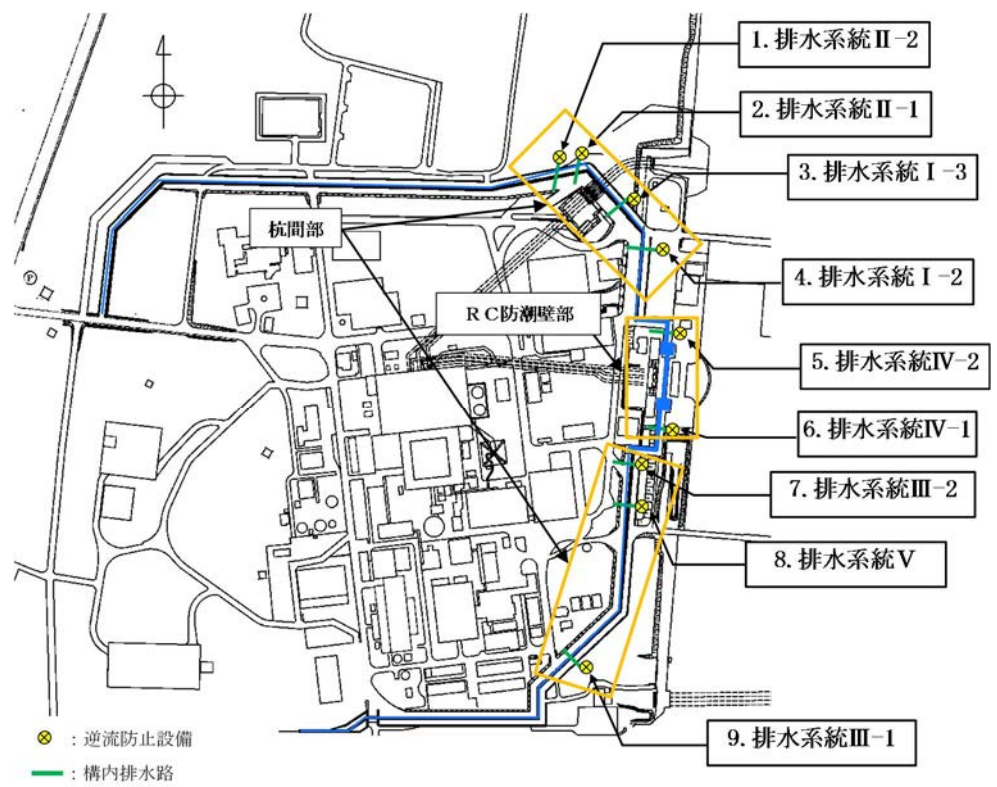 1. 排水系統Ⅱ-2
2. 排水系統Ⅱ-1
3. 排水系統Ⅰ-3
杭間部
4. 排水系統Ⅰ-2
RC防潮壁部
5. 排水系統Ⅳ-2
6. 排水系統Ⅳ-1
7. 排水系統Ⅲ-2
8. 排水系統Ⅴ
9. 排水系統Ⅲ-1
：逆流防止設備
：構内排水路
P